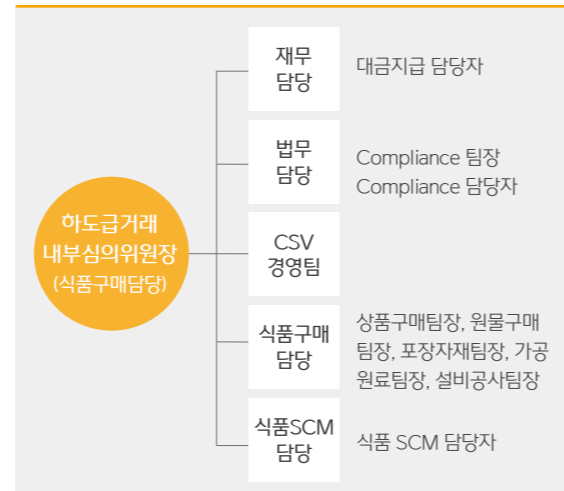 하도급거래
내부심의위원장
(식품구매담당)
재무
담당
대금지급 담당자
법무
담당
Compliance 팀장
Compliance 담당자
CSV
경영팀
식품구매
담당
상품구매팀장, 원물구매
팀장, 포장자재팀장, 가공
원료팀장, 설비공사팀장
식품SCM
담당
식품 SCM 담당자